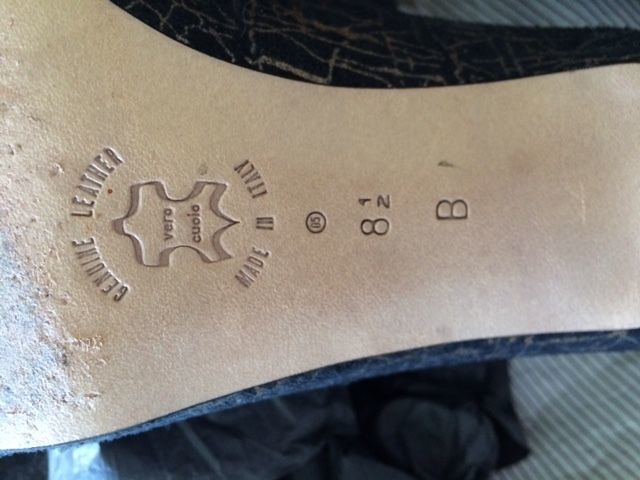 GENUINE LEATHER
vero
cuoio
MADE IN ITALY
05
8 1/2
B